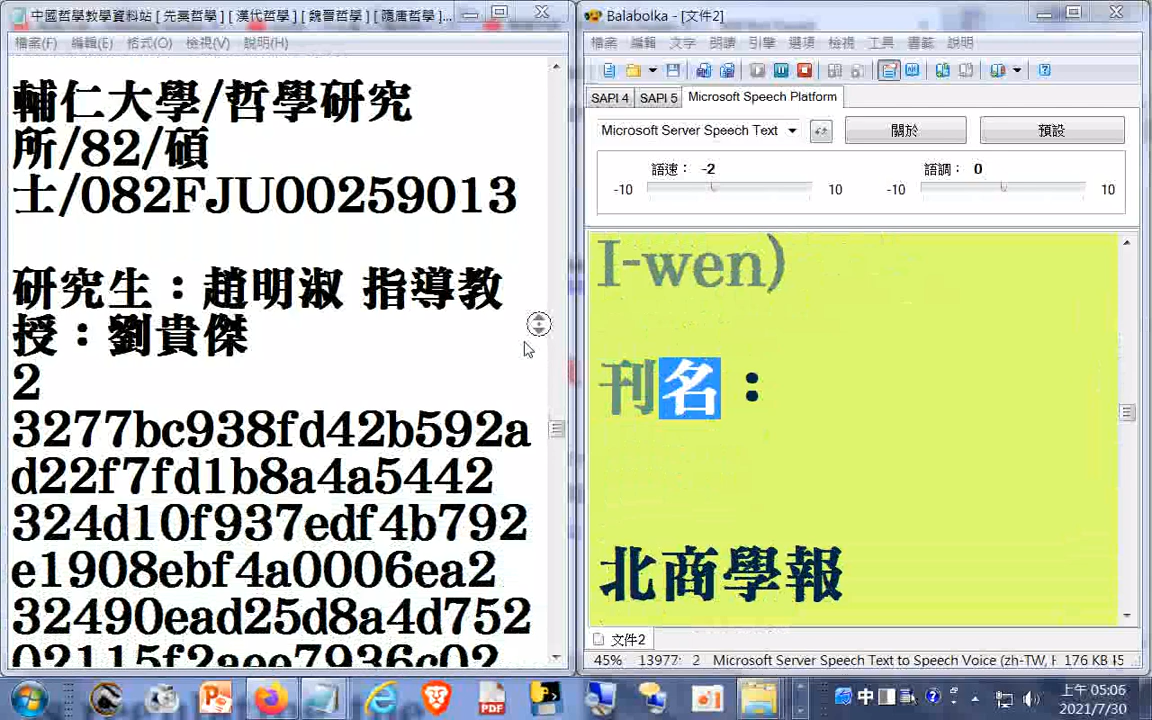 中國哲學教學資料站 [ 先秦哲學 ] [ 漢代哲學 ] [ 魏晉哲學 ] [ 隋唐哲學 ]...
檔案(F) 編輯(E) 格式(O) 檢視(V) 說明(H)
輔仁大學/哲學研究
所/82/碩
士/082FJU00259013
研究生：趙明淑 指導教
授：劉貴傑
2
3277bc938fd42b592a
d22f7fd1b8a4a5442
324d10f937edf4b792
e1908ebf4a0006ea2
32490ead25d8a4d752
02115f2aee7936c02
Balabolka - [文件2]
檔案 編輯 文字 朗讀 引擎 選項 檢視 工具 書籤 說明
SAPI 4 SAPI 5 Microsoft Speech Platform
Microsoft Server Speech Text 關於 預設
語速： -2 語調： 0
-10 10 -10 10
I-wen)
刊名：
北商學報
文件2
45% 13977: 2 Microsoft Server Speech Text to Speech Voice (zh-TW, H 176 KB
中
上午 05:06
2021/7/30